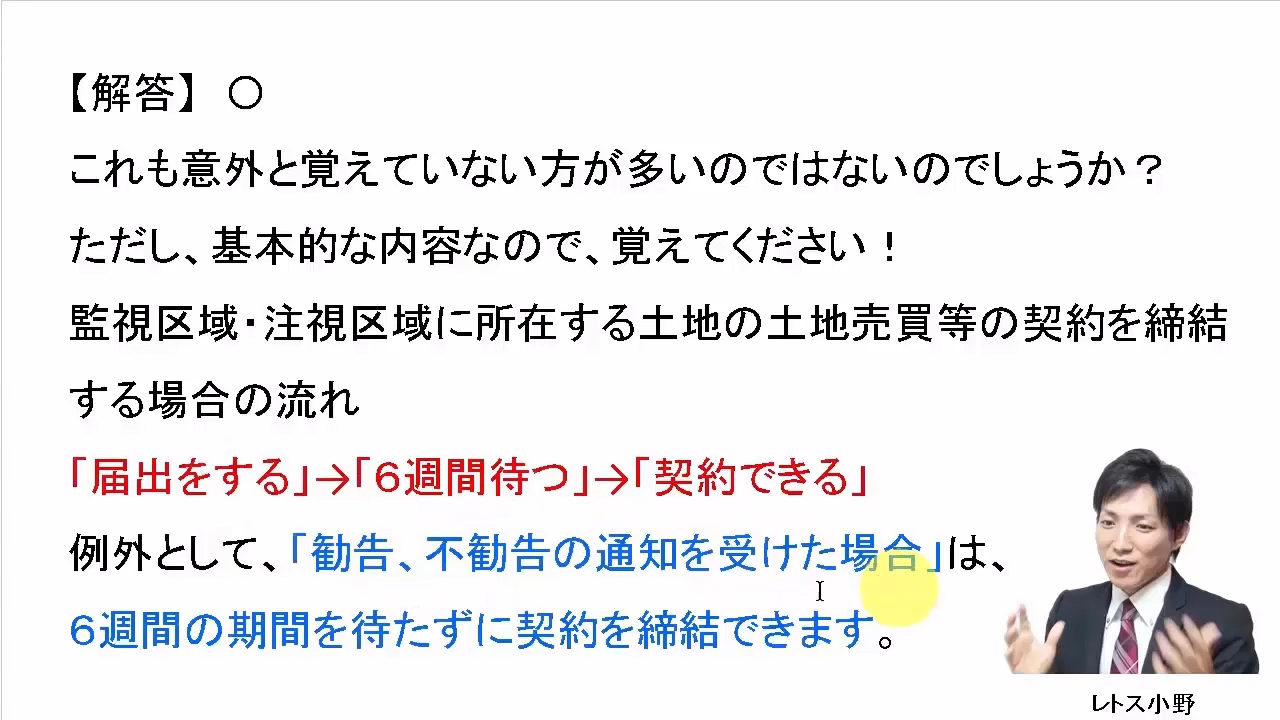 【解答】 ○
これも意外と覚えていない方が多いのではないのでしょうか？
ただし、基本的な内容なので、覚えてください！
監視区域・注視区域に所在する土地の土地売買等の契約を締結
する場合の流れ
「届出をする」→「６週間待つ」→「契約できる」
例外として、「勧告、不勧告の通知を受けた場合」は、
６週間の期間を待たずに契約を締結できます。
レトス小野